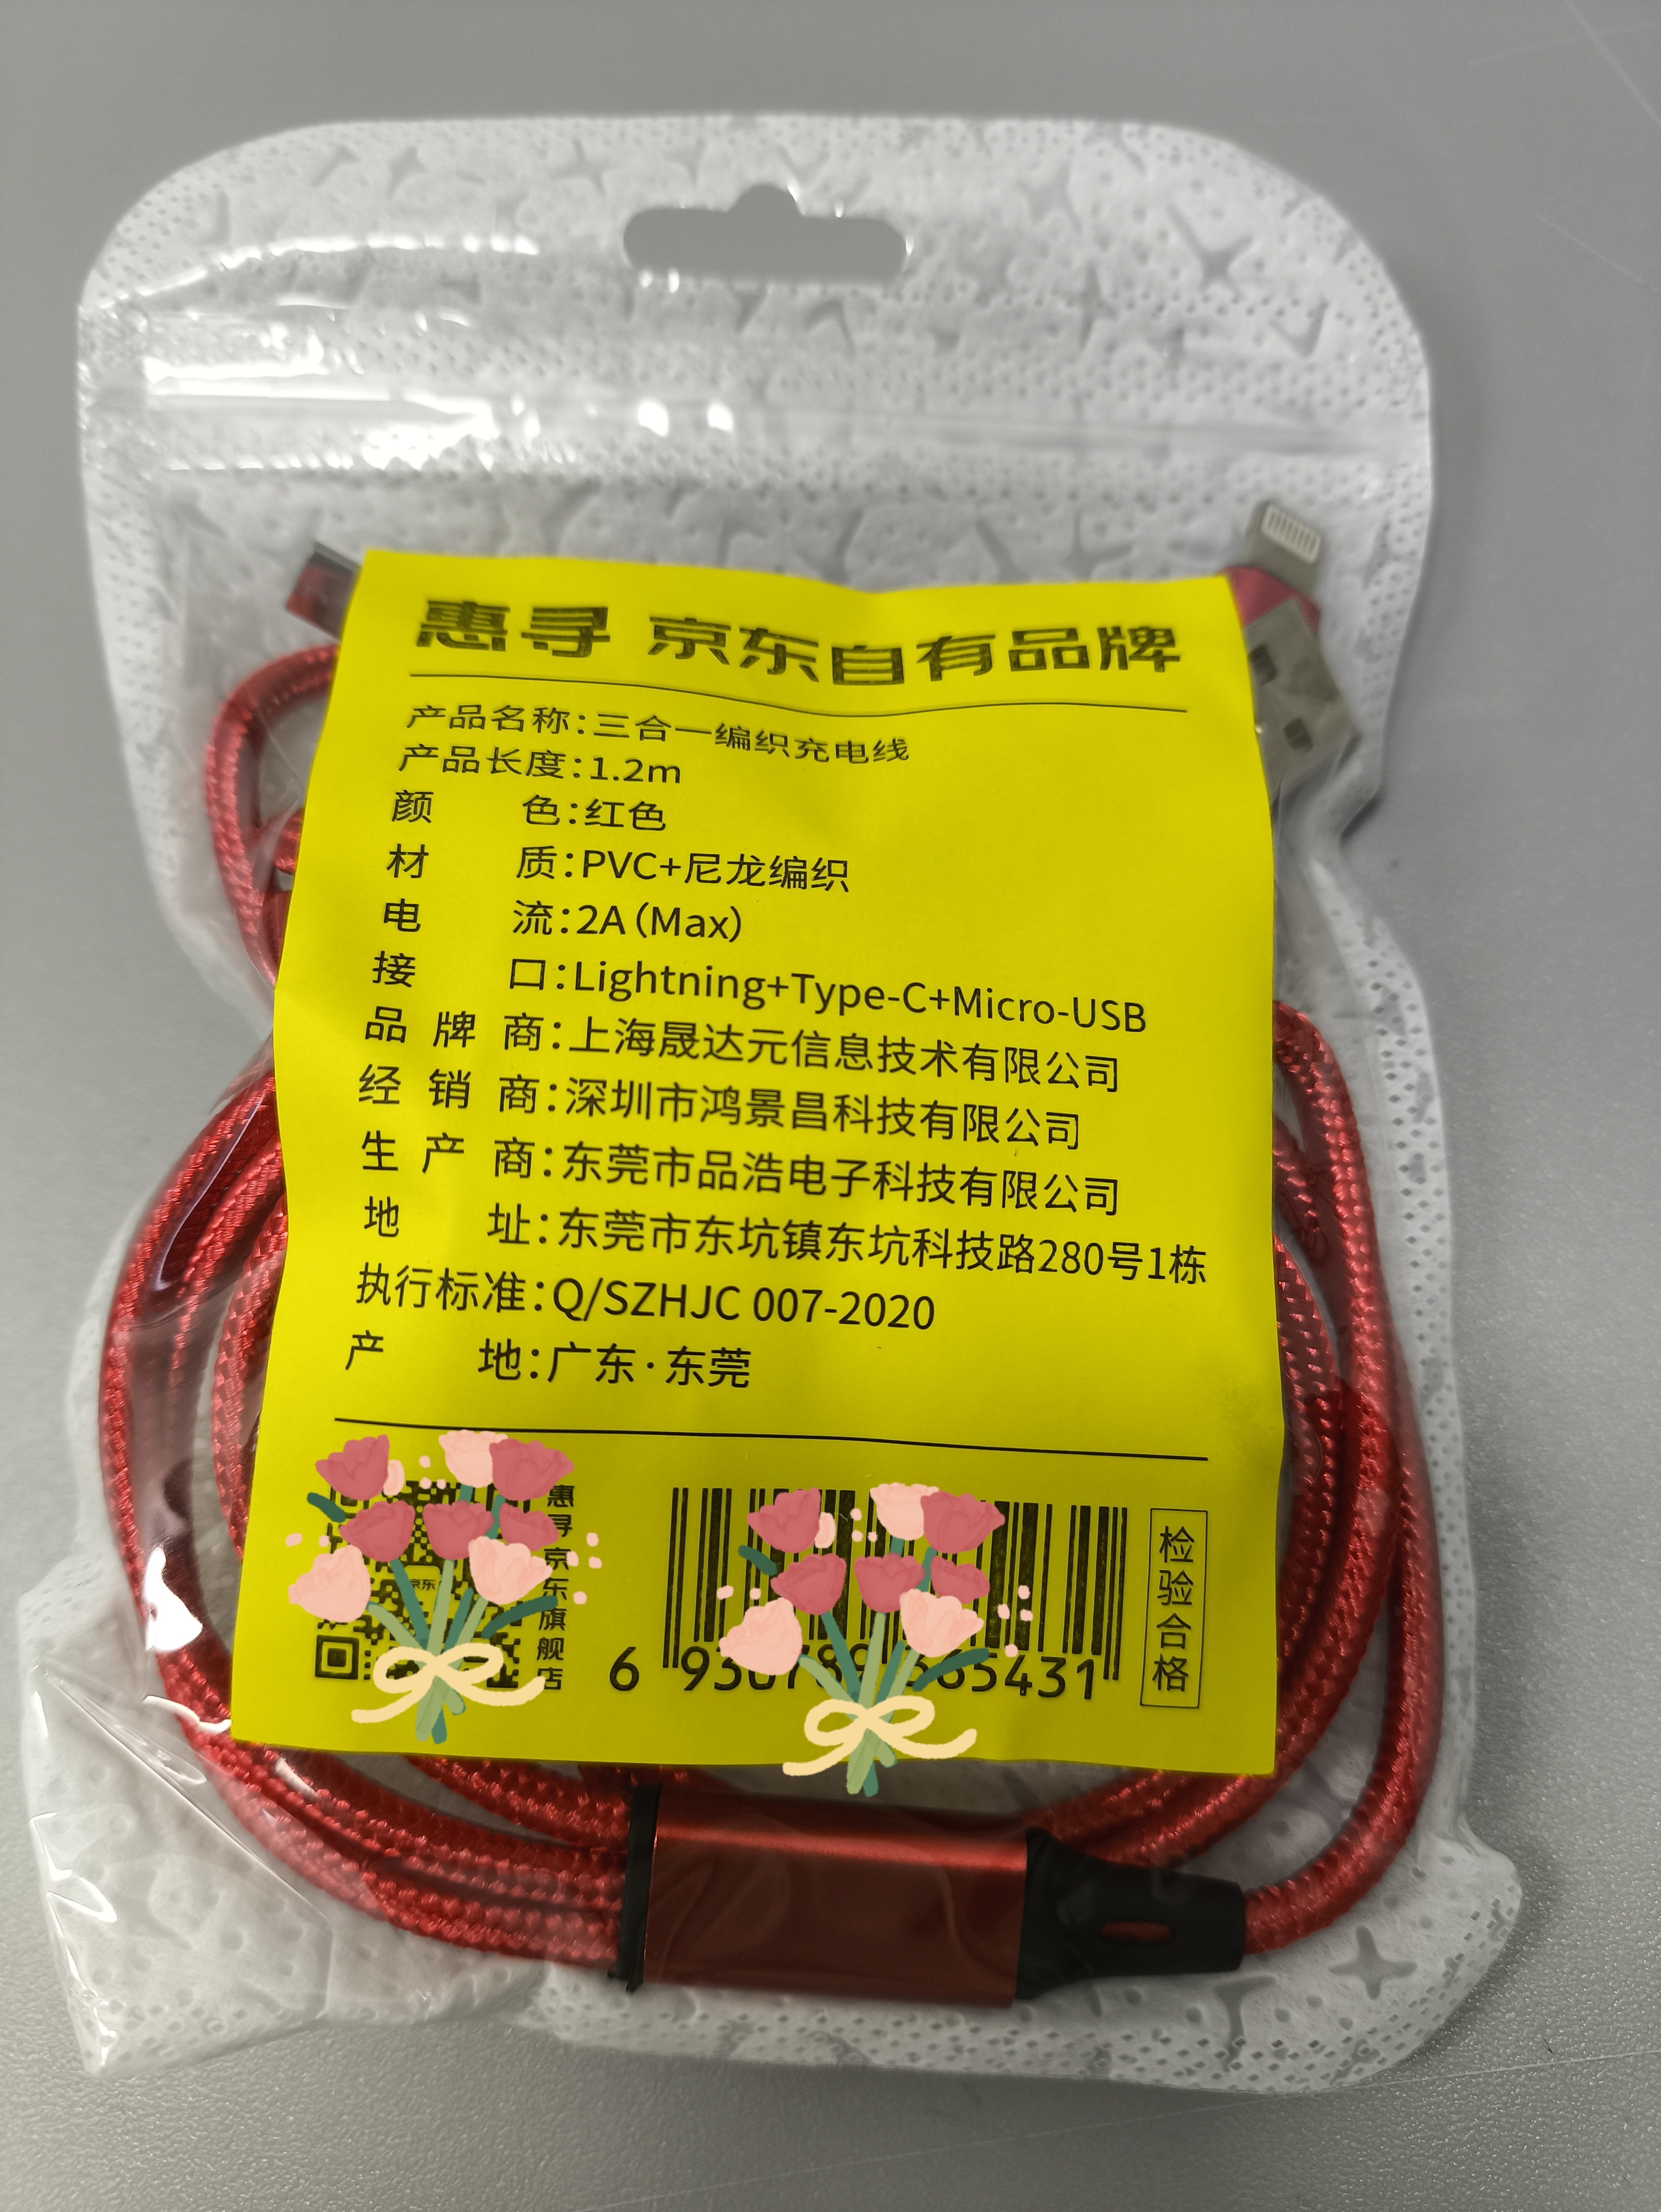 惠寻 京东自有品牌
产品名称:三合一编织充电线
产品长度:1.2m
颜色:红色
材质:PVC+尼龙编织
电流:2A(Max)
接口:Lightning+Type-C+Micro-USB
品牌商:上海晟达元信息技术有限公司
经销商:深圳市鸿景昌科技有限公司
生产商:东莞市品浩电子科技有限公司
地址:东莞市东坑镇东坑科技路280号1栋
执行标准:Q/SZHJC 007-2020
产地:广东·东莞
惠寻京东旗舰店
京东
检验合格